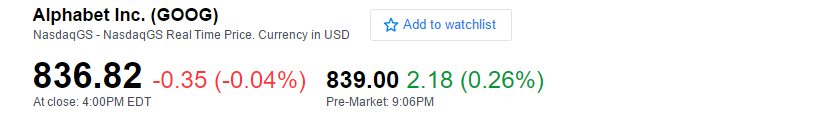 Alphabet Inc. (GOOG)
NasdaqGS - NasdaqGS Real Time Price. Currency in USD
Add to watchlist
836.82 -0.35 (-0.04%) 839.00 2.18 (0.26%)
At close: 4:00PM EDT Pre-Market: 9:06PM